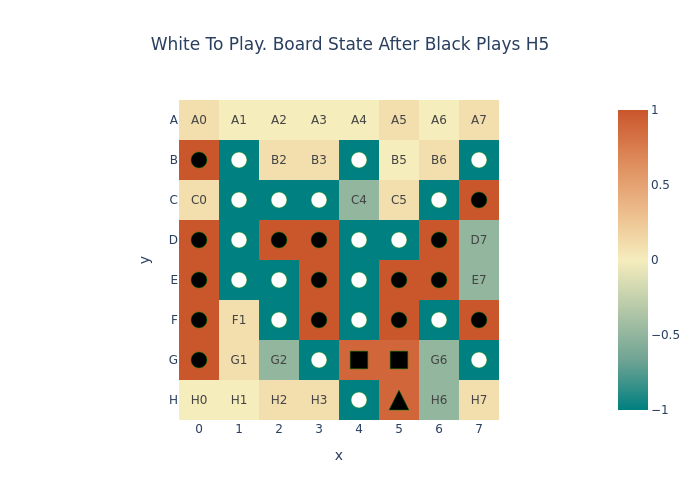 White To Play. Board State After Black Plays H5
A A0 A1 A2 A3 A4 A5 A6 A7
B B2 B3 B5 B6
C C0 C4 C5
D D7
E E7
F F1
G G1 G2 G6
H H0 H1 H2 H3 H6 H7
0 1 2 3 4 5 6 7
x
y
1
0.5
0
−0.5
−1